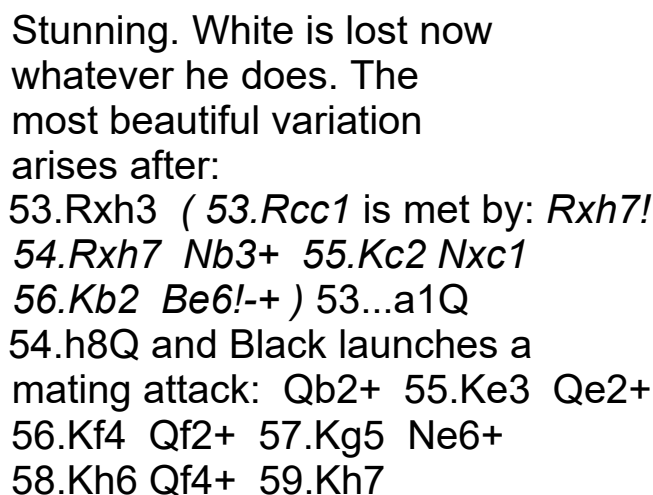 Stunning. White is lost now
whatever he does. The
most beautiful variation
arises after:
53.Rxh3 ( 53.Rcc1 is met by: Rxh7!
54.Rxh7 Nb3+ 55.Kc2 Nxc1
56.Kb2 Be6!-+ ) 53...a1Q
54.h8Q and Black launches a
mating attack: Qb2+ 55.Ke3 Qe2+
56.Kf4 Qf2+ 57.Kg5 Ne6+
58.Kh6 Qf4+ 59.Kh7